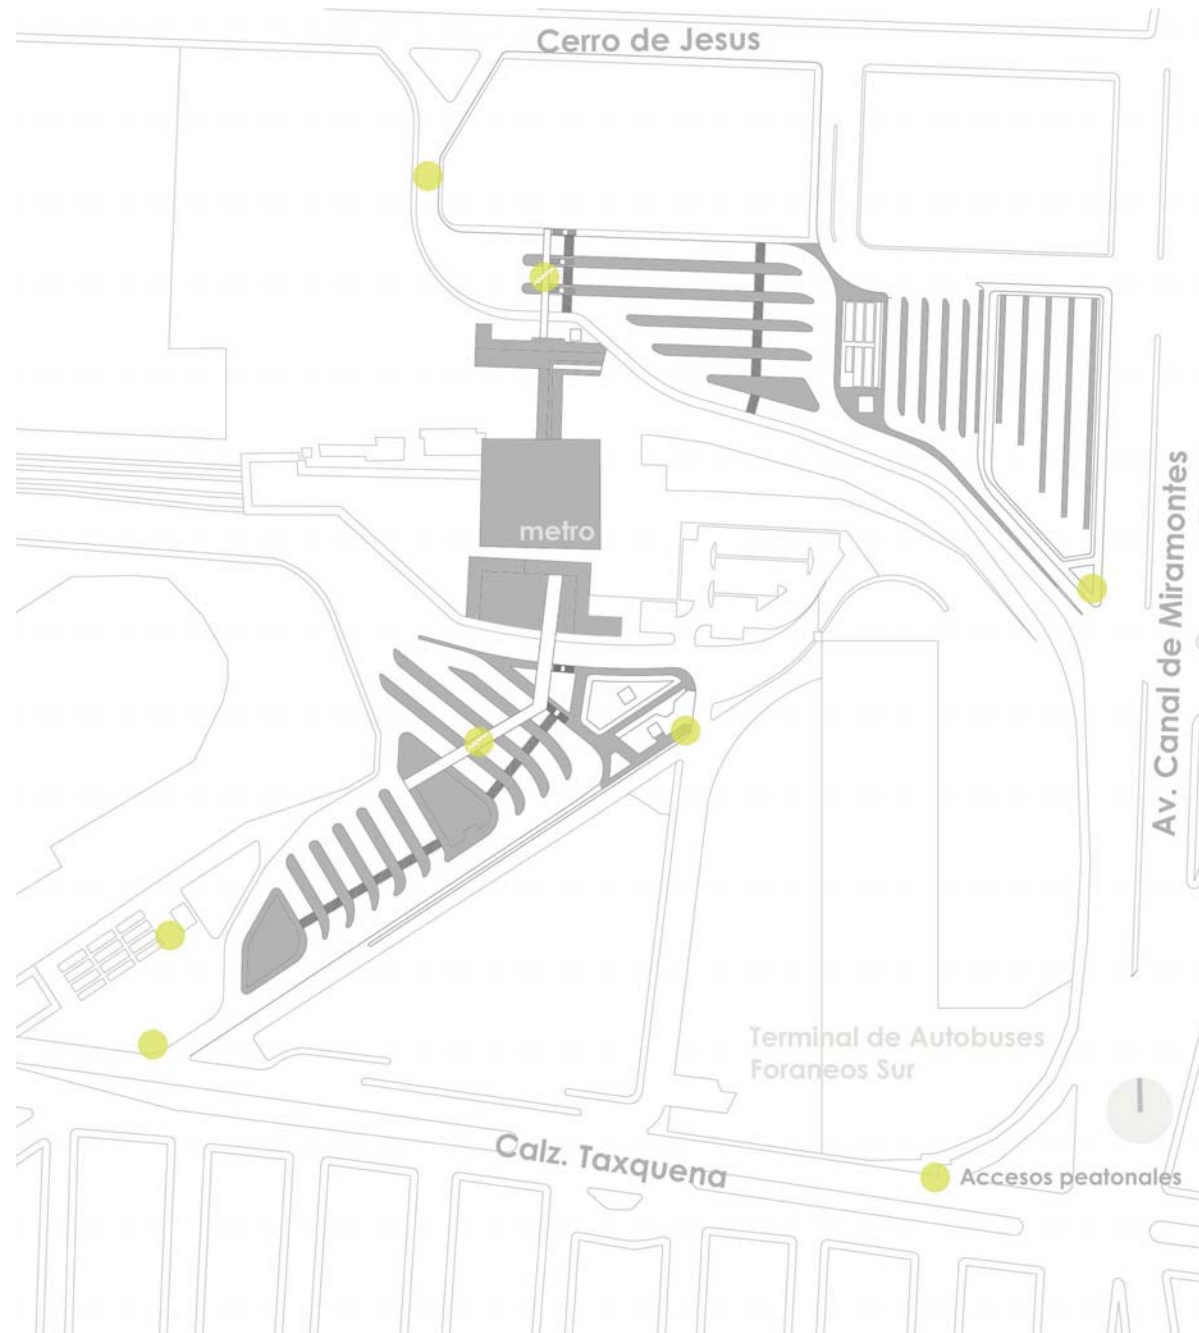 Cerro de Jesus
metro
Av. Canal de Miramontes
Terminal de Autobuses
Foraneos Sur
Calz. Taxquena
Accesos peatonales